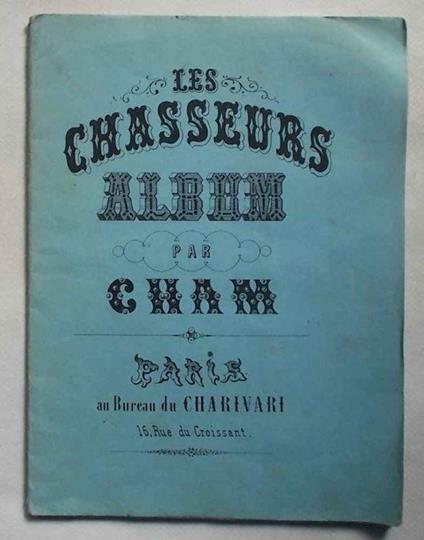 LES
CHASSEURS
ALBUM
PAR
CHAM
PARIS
au Bureau du CHARIVARI
16, Rue du Croissant.